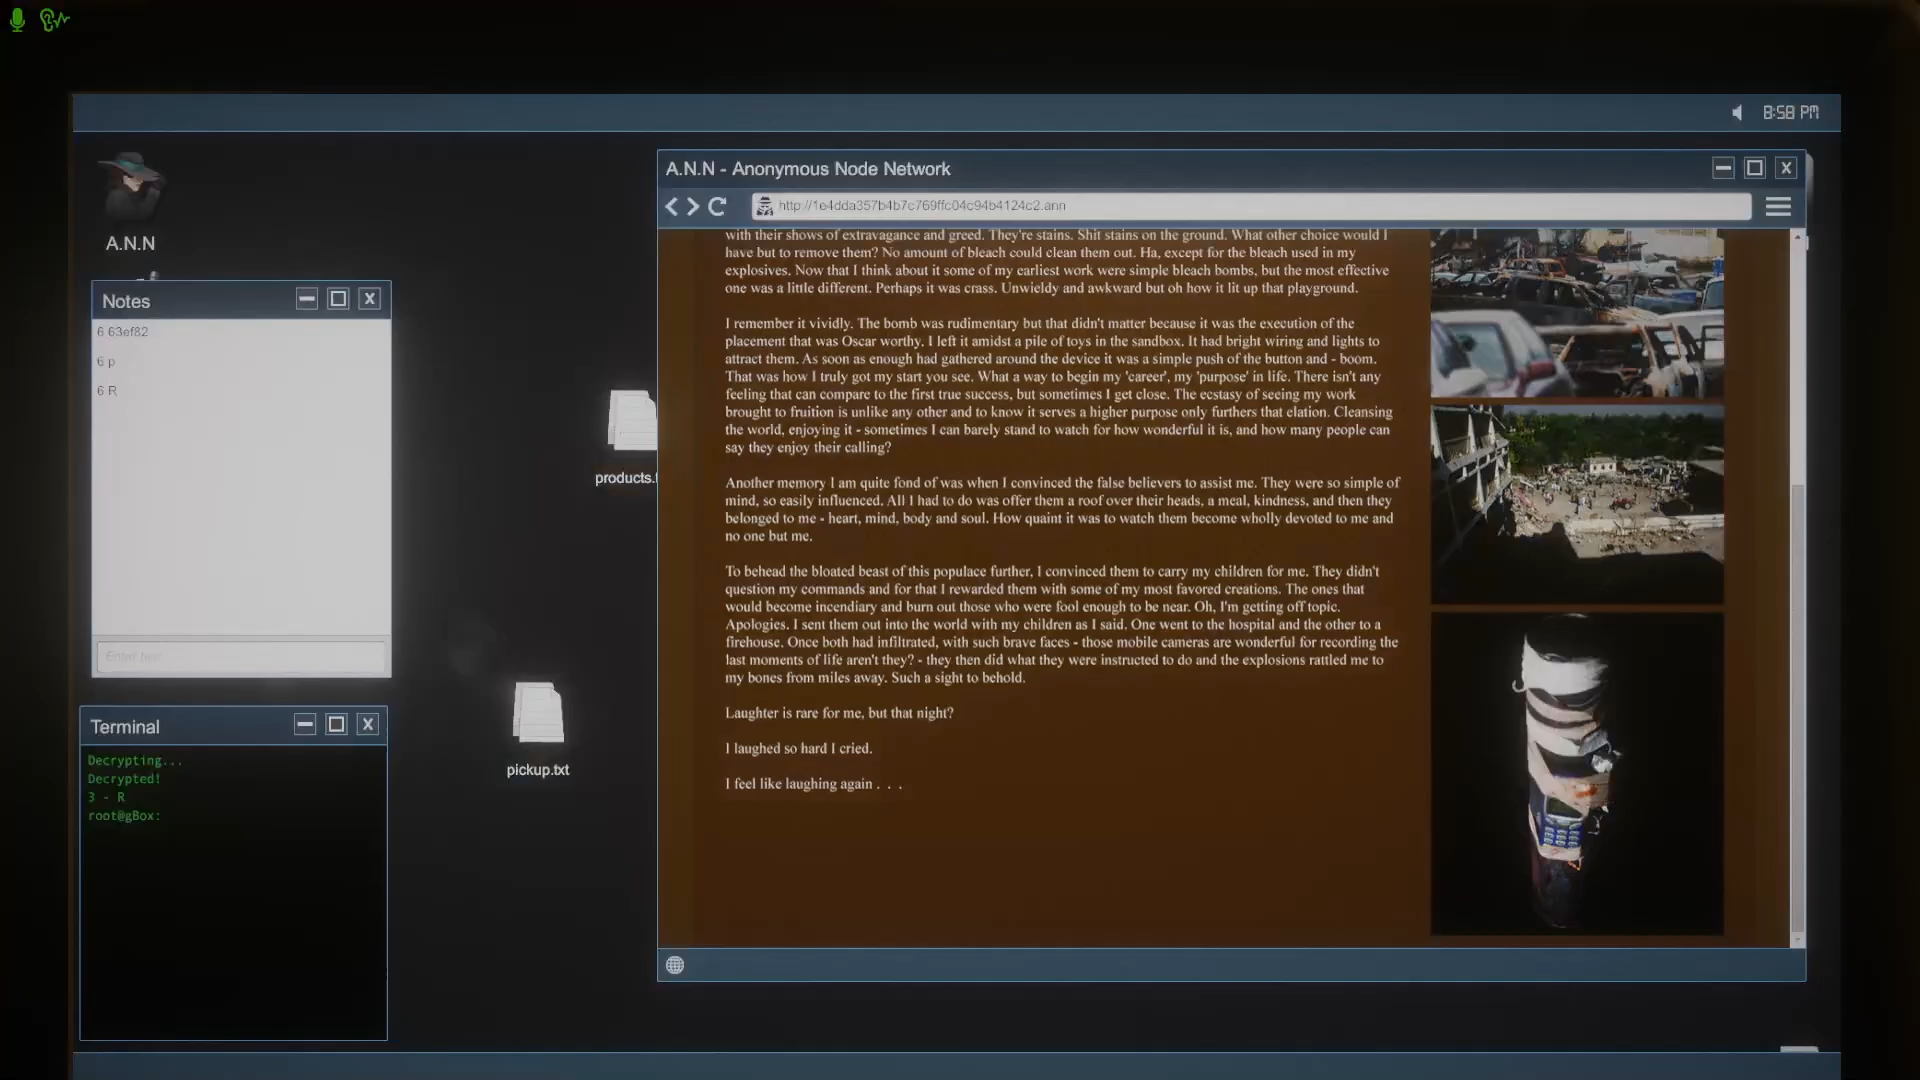 8:58 PM
A.N.N - Anonymous Node Network
http://1e4dda357b4b7c769ffc04c94b4124c2.ann
A.N.N
Notes
6 63ef82
6 p
6 R
Enter
products.
pickup.txt
Terminal
Decrypting...
Decrypted!
3 - R
root@gBox:
with their shows of extravagance and greed. They're stains. Shit stains on the ground. What other choice would I
have but to remove them? No amount of bleach could clean them out. Ha, except for the bleach used in my
explosives. Now that I think about it some of my earliest work were simple bleach bombs, but the most effective
one was a little different. Perhaps it was crass. Unwieldy and awkward but oh how it lit up that playground.
I remember it vividly. The bomb was rudimentary but that didn't matter because it was the execution of the
placement that was Oscar worthy. I left it amidst a pile of toys in the sandbox. It had bright wiring and lights to
attract them. As soon as enough had gathered around the device it was a simple push of the button and - boom.
That was how I truly got my start you see. What a way to begin my 'career', my 'purpose' in life. There isn't any
feeling that can compare to the first true success, but sometimes I get close. The ecstasy of seeing my work
brought to fruition is unlike any other and to know it serves a higher purpose only furthers that elation. Cleansing
the world, enjoying it - sometimes I can barely stand to watch for how wonderful it is, and how many people can
say they enjoy their calling?
Another memory I am quite fond of was when I convinced the false believers to assist me. They were so simple of
mind, so easily influenced. All I had to do was offer them a roof over their heads, a meal, kindness, and then they
belonged to me - heart, mind, body and soul. How quaint it was to watch them become wholly devoted to me and
no one but me.
To behead the bloated beast of this populace further, I convinced them to carry my children for me. They didn't
question my commands and for that I rewarded them with some of my most favored creations. The ones that
would become incendiary and burn out those who were fool enough to be near. Oh, I'm getting off topic.
Apologies. I sent them out into the world with my children as I said. One went to the hospital and the other to a
firehouse. Once both had infiltrated, with such brave faces - those mobile cameras are wonderful for recording the
last moments of life aren't they? - they then did what they were instructed to do and the explosions rattled me to
my bones from miles away. Such a sight to behold.
Laughter is rare for me, but that night?
I laughed so hard I cried.
I feel like laughing again . . .